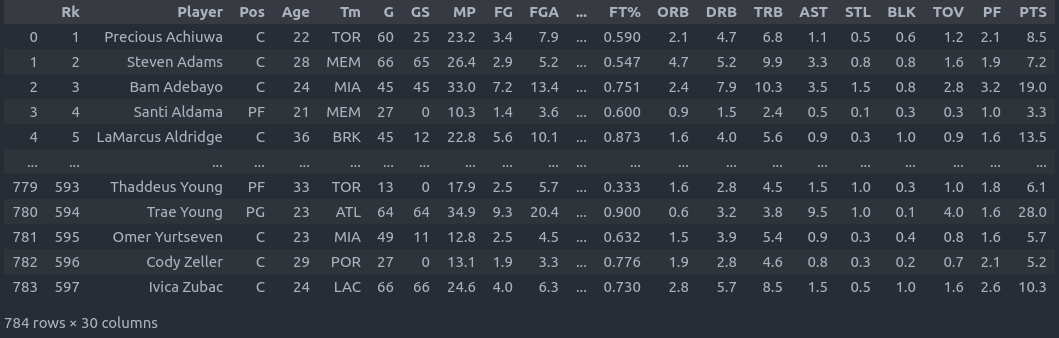 Rk Player Pos Age Tm G GS MP FG FGA ... FT% ORB DRB TRB AST STL BLK TOV PF PTS
0 1 Precious Achiuwa C 22 TOR 60 25 23.2 3.4 7.9 ... 0.590 2.1 4.7 6.8 1.1 0.5 0.6 1.2 2.1 8.5
1 2 Steven Adams C 28 MEM 66 65 26.4 2.9 5.2 ... 0.547 4.7 5.2 9.9 3.3 0.8 0.8 1.6 1.9 7.2
2 3 Bam Adebayo C 24 MIA 45 45 33.0 7.2 13.4 ... 0.751 2.4 7.9 10.3 3.5 1.5 0.8 2.8 3.2 19.0
3 4 Santi Aldama PF 21 MEM 27 0 10.3 1.4 3.6 ... 0.600 0.9 1.5 2.4 0.5 0.1 0.3 0.3 1.0 3.3
4 5 LaMarcus Aldridge C 36 BRK 45 12 22.8 5.6 10.1 ... 0.873 1.6 4.0 5.6 0.9 0.3 1.0 0.9 1.6 13.5
... ... ... ... ... ... ... ... ... ... ... ... ... ... ... ... ... ... ... ... ... ...
779 593 Thaddeus Young PF 33 TOR 13 0 17.9 2.5 5.7 ... 0.333 1.6 2.8 4.5 1.5 1.0 0.3 1.0 1.8 6.1
780 594 Trae Young PG 23 ATL 64 64 34.9 9.3 20.4 ... 0.900 0.6 3.2 3.8 9.5 1.0 0.1 4.0 1.6 28.0
781 595 Omer Yurtseven C 23 MIA 49 11 12.8 2.5 4.5 ... 0.632 1.5 3.9 5.4 0.9 0.3 0.4 0.8 1.6 5.7
782 596 Cody Zeller C 29 POR 27 0 13.1 1.9 3.3 ... 0.776 1.9 2.8 4.6 0.8 0.3 0.2 0.7 2.1 5.2
783 597 Ivica Zubac C 24 LAC 66 66 24.6 4.0 6.3 ... 0.730 2.8 5.7 8.5 1.5 0.5 1.0 1.6 2.6 10.3
784 rows × 30 columns